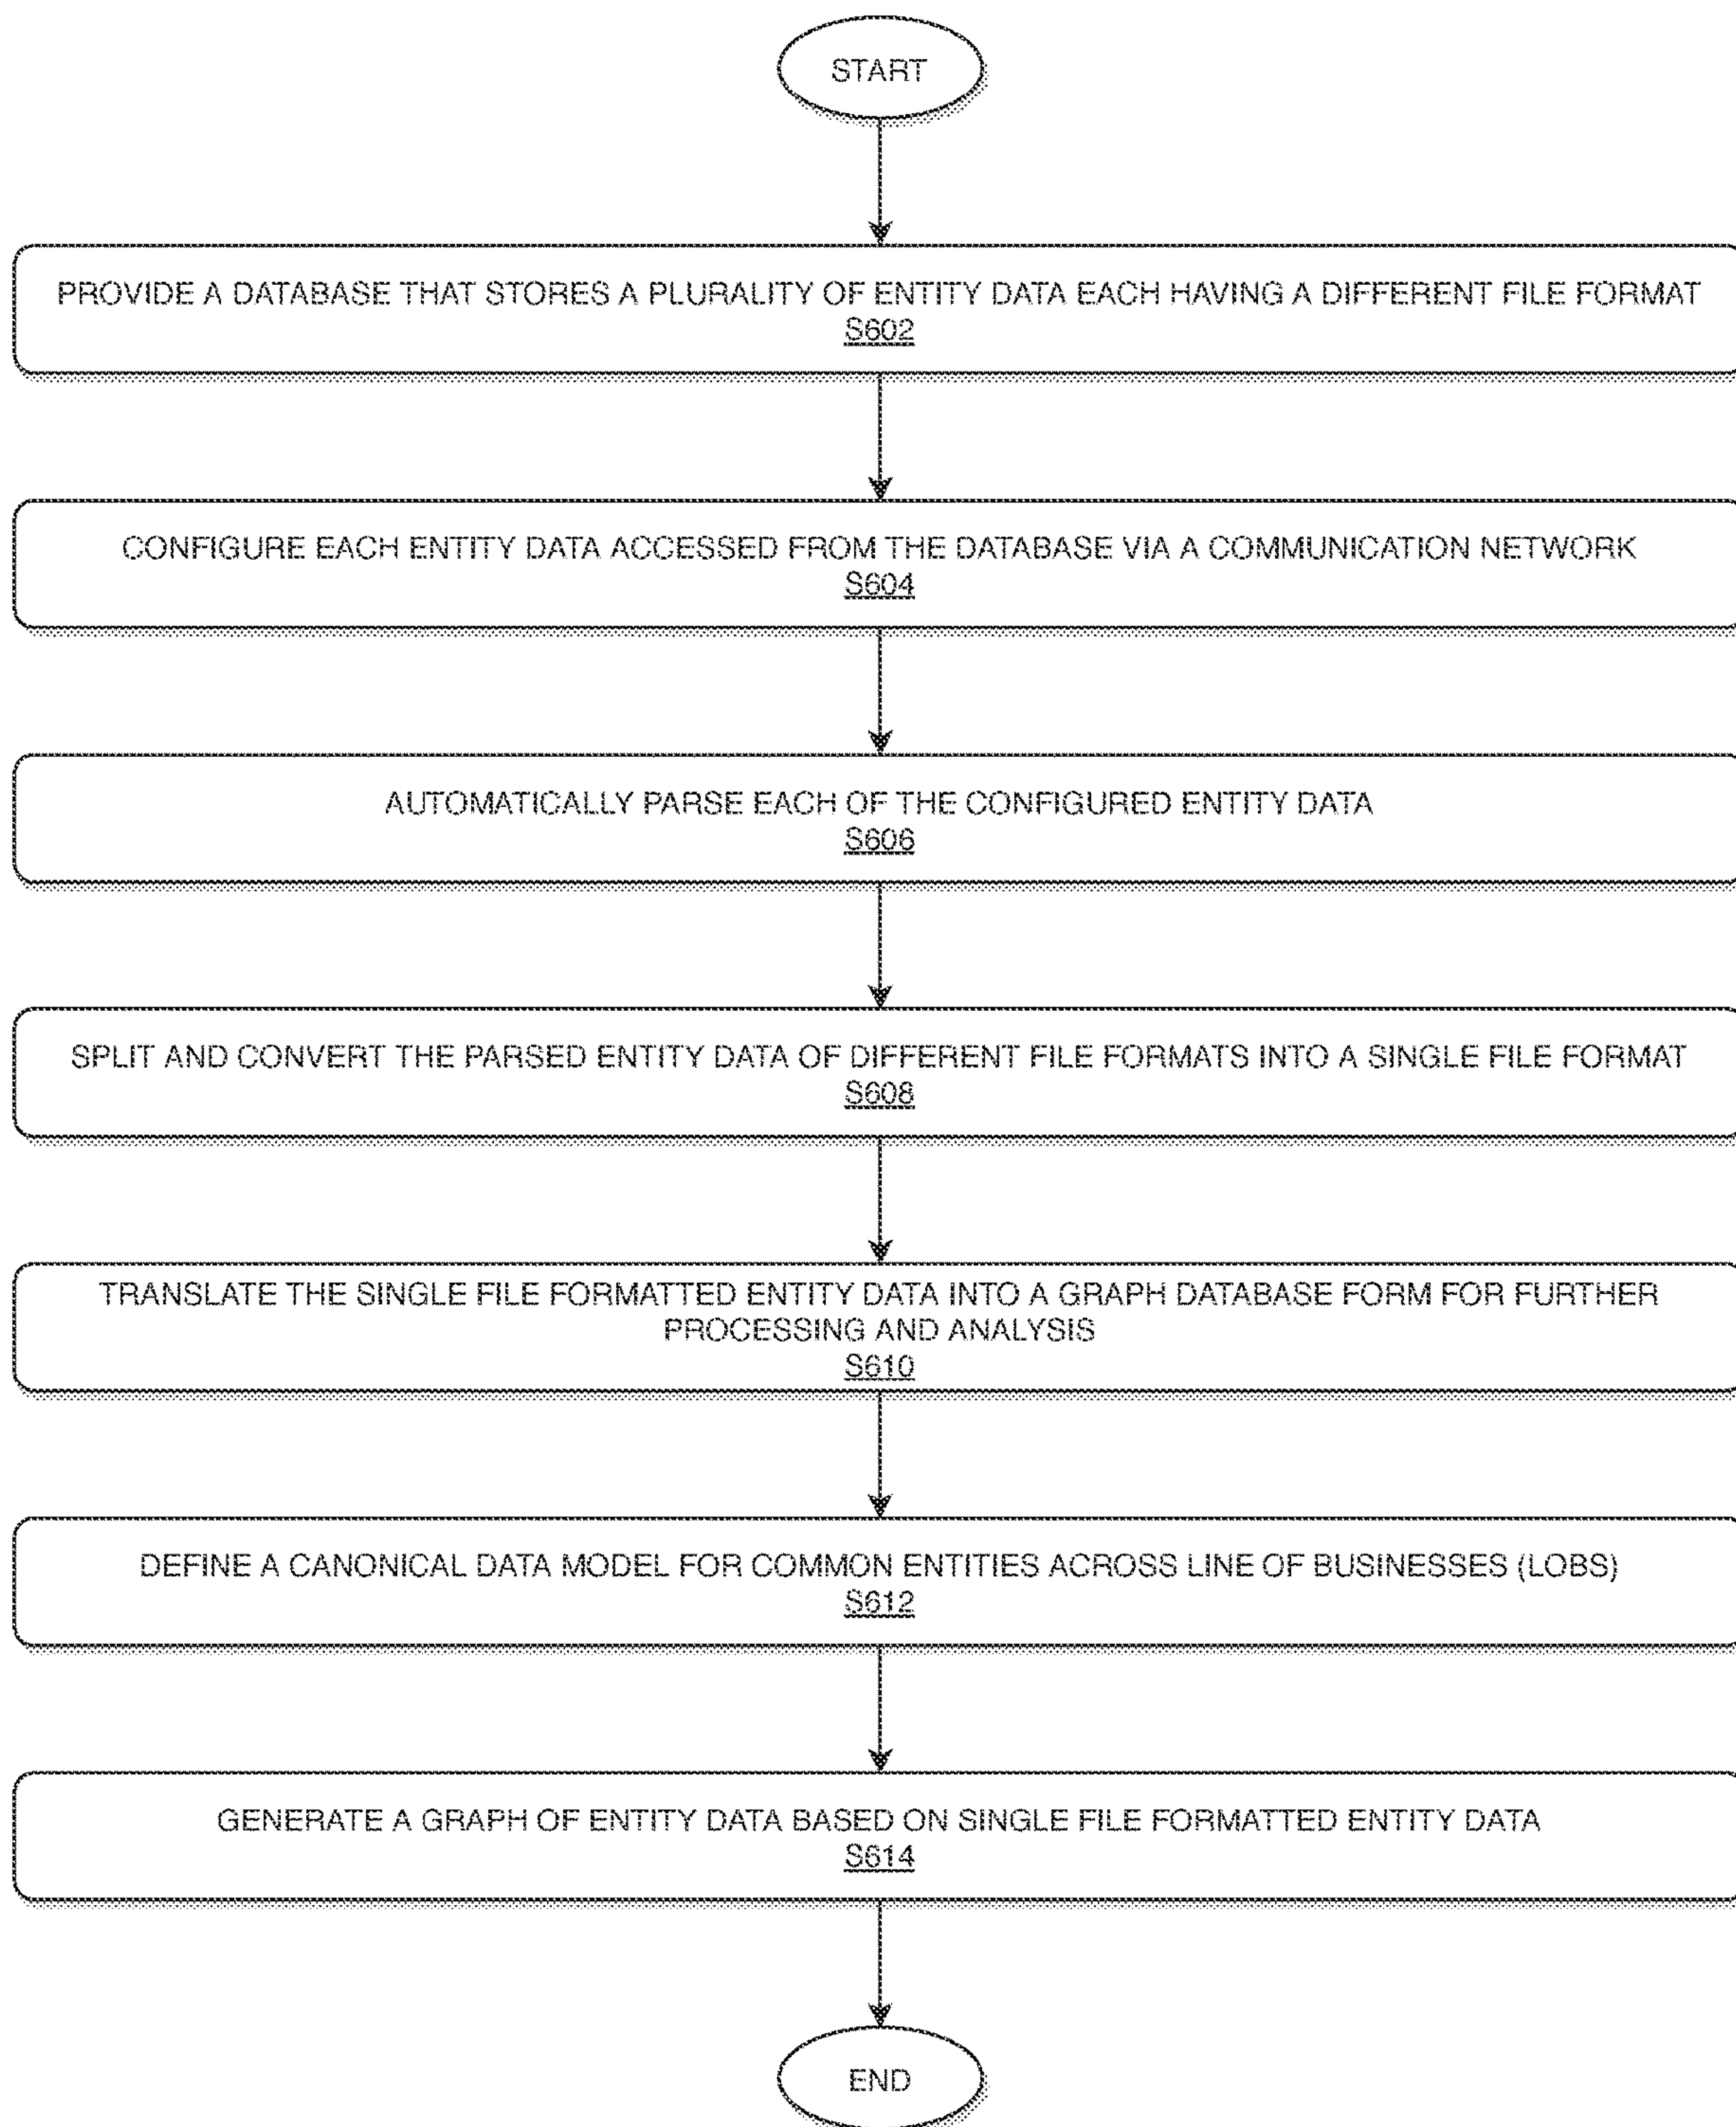 START
PROVIDE A DATABASE THAT STORES A PLURALITY OF ENTITY DATA EACH HAVING A DIFFERENT FILE FORMAT
S602
CONFIGURE EACH ENTITY DATA ACCESSED FROM THE DATABASE VIA A COMMUNICATION NETWORK
S604
AUTOMATICALLY PARSE EACH OF THE CONFIGURED ENTITY DATA
S606
SPLIT AND CONVERT THE PARSED ENTITY DATA OF DIFFERENT FILE FORMATS INTO A SINGLE FILE FORMAT
S608
TRANSLATE THE SINGLE FILE FORMATTED ENTITY DATA INTO A GRAPH DATABASE FORM FOR FURTHER
PROCESSING AND ANALYSIS
S610
DEFINE A CANONICAL DATA MODEL FOR COMMON ENTITIES ACROSS LINE OF BUSINESSES (LOBS)
S612
GENERATE A GRAPH OF ENTITY DATA BASED ON SINGLE FILE FORMATTED ENTITY DATA
S614
END